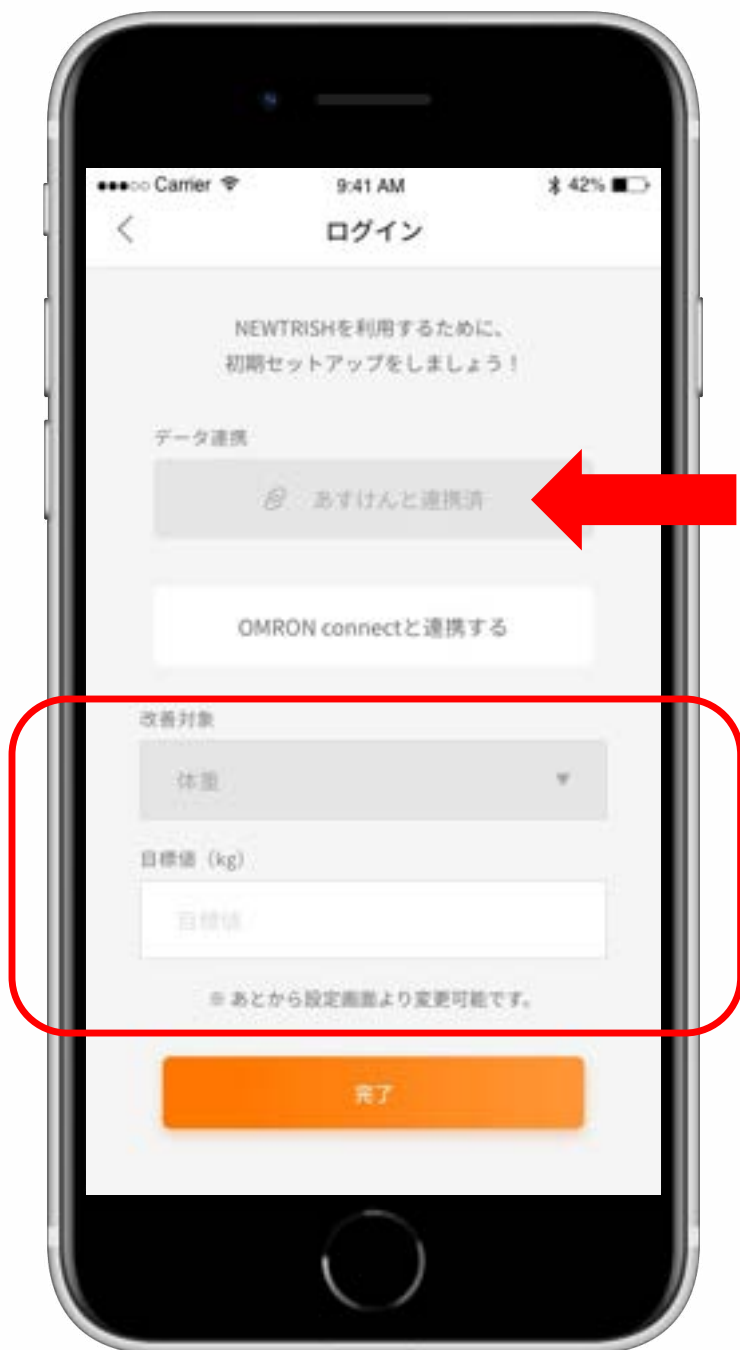 Carrier 9:41 AM 42%
ログイン
NEWTRISHを利用するために、
初期セットアップをしましょう！
データ連携
あすけんと連携済
OMRON connectと連携する
改善対象
体重
目標値（kg）
目標値
※ あとから設定画面より変更可能です。
完了